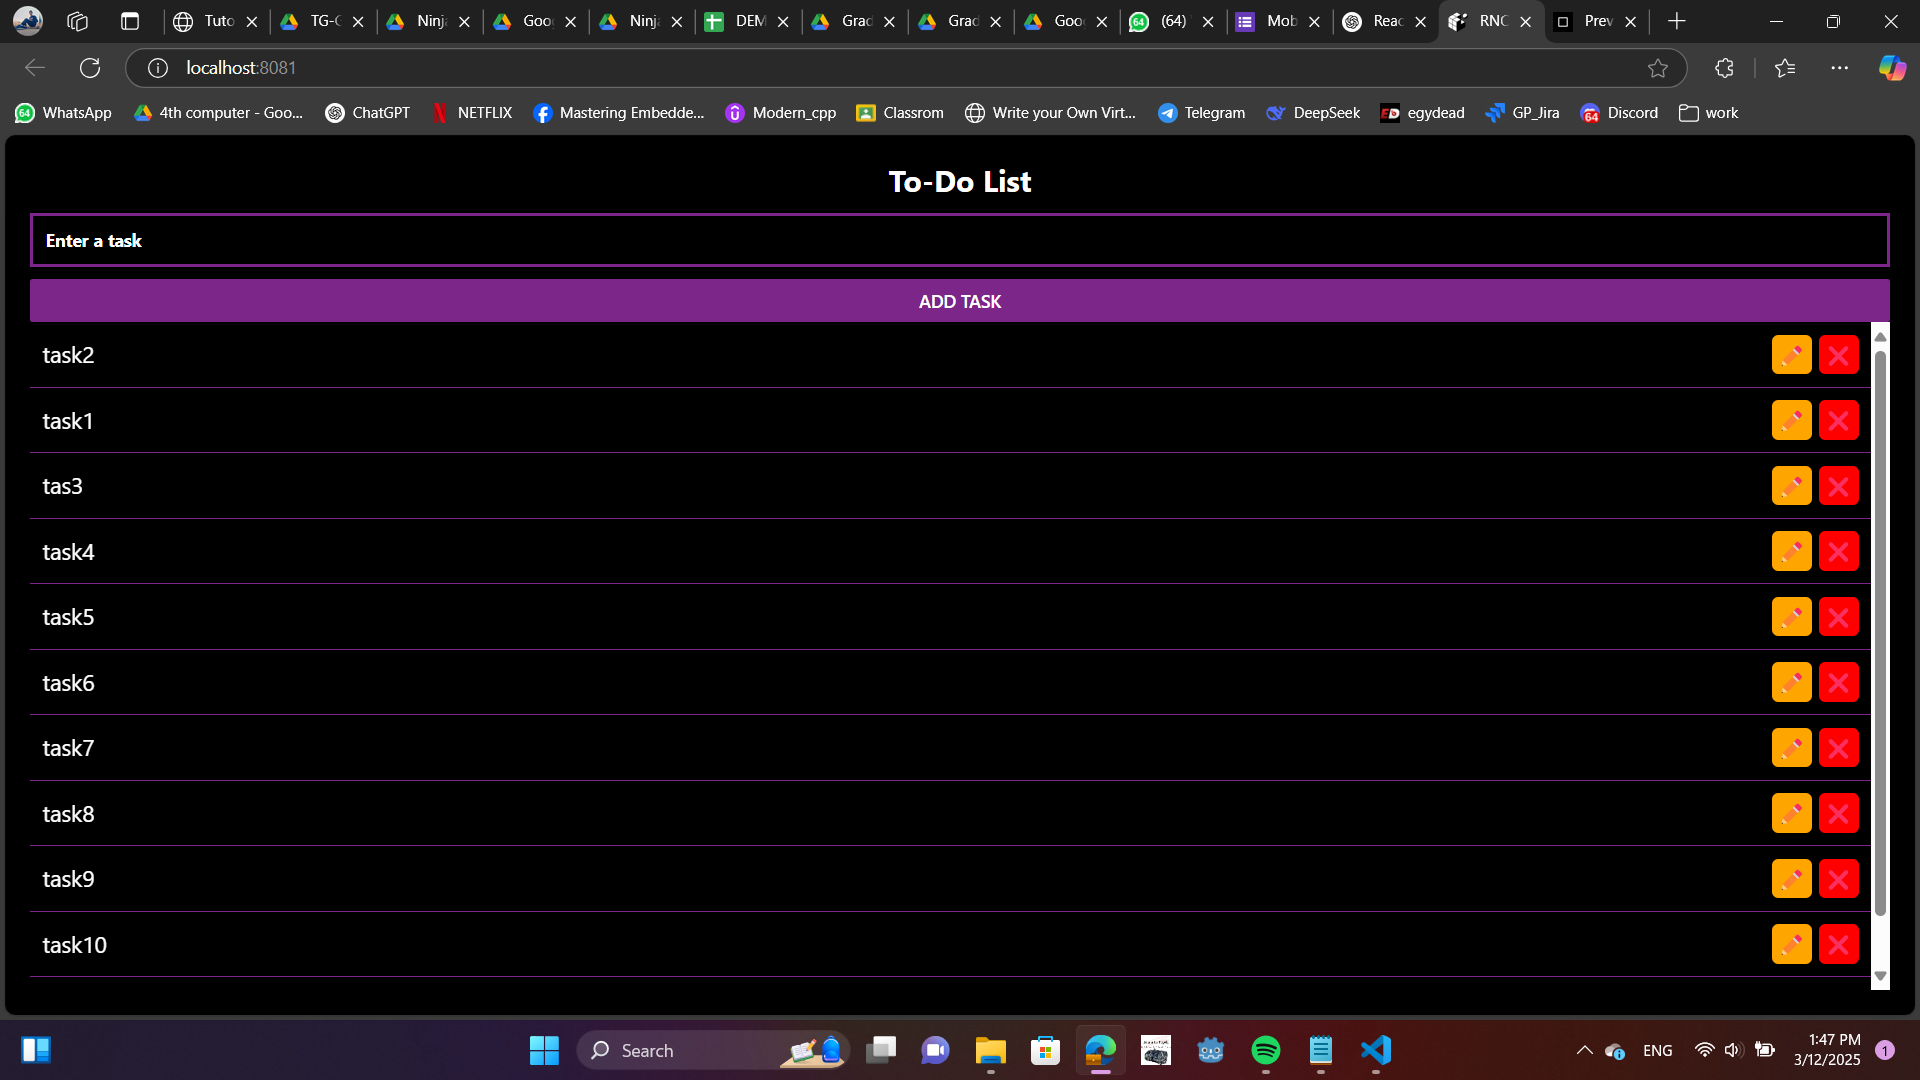 Tuto
TG-G
Ninja
Goo
Ninja
DEM
Grad
Grad
Goo
(64)
Mob
Reac
RNC
Prev
localhost:8081
64 WhatsApp
4th computer - Goo...
ChatGPT
NETFLIX
Mastering Embedde...
Modern_cpp
Classrom
Write your Own Virt...
Telegram
DeepSeek
egydead
GP_Jira
64 Discord
work
To-Do List
Enter a task
ADD TASK
task2
task1
tas3
task4
task5
task6
task7
task8
task9
task10
Search
ENG
1:47 PM
3/12/2025
1